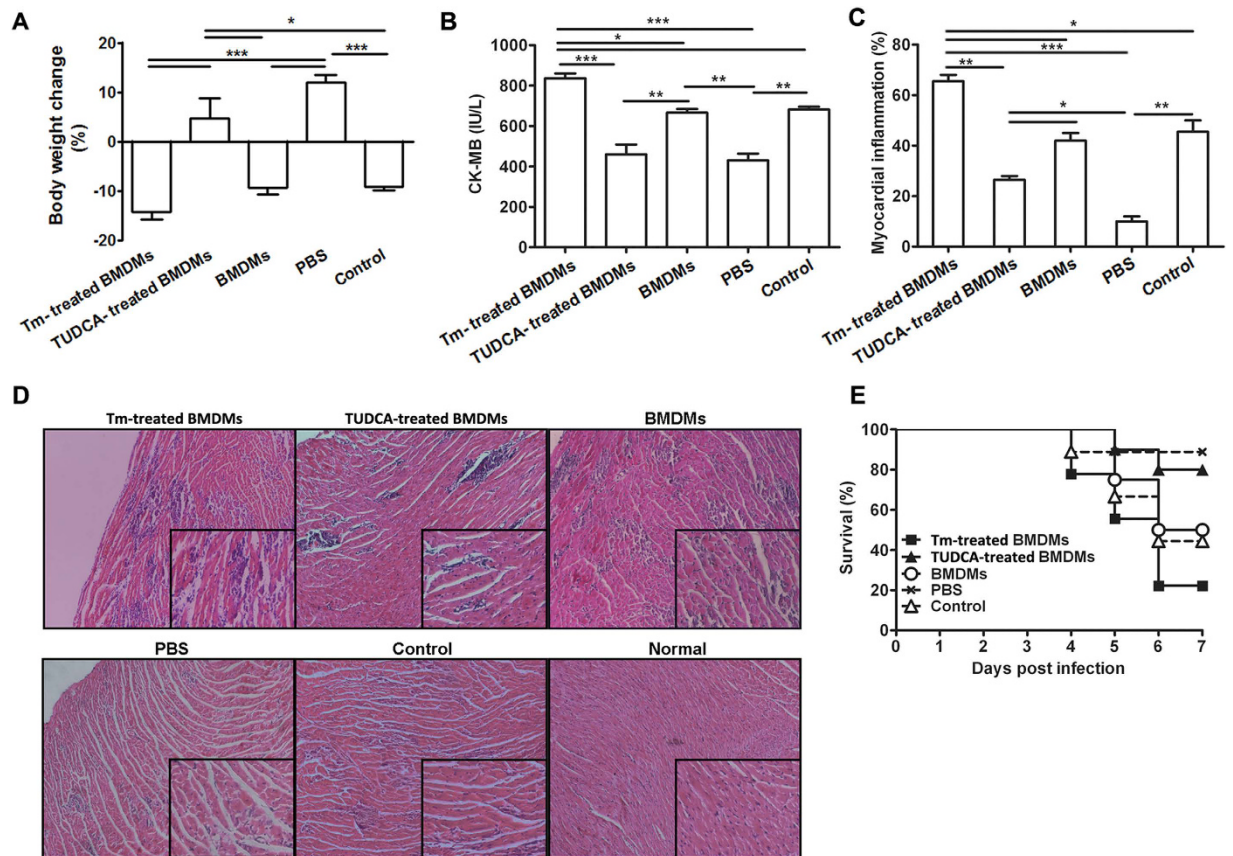 A
Body weight change
(%)
20
10
0
-10
-20
*
***
***
Tm- treated BMDMs
TUDCA- treated BMDMs
BMDMs
PBS
Control
B
CK-MB (IU/L)
1000
800
600
400
200
0
***
*
***
**
**
**
Tm- treated BMDMs
TUDCA- treated BMDMs
BMDMs
PBS
Control
C
Myocardial inflammation (%)
80
60
40
20
0
*
***
**
*
**
Tm- treated BMDMs
TUDCA- treated BMDMs
BMDMs
PBS
Control
D
Tm-treated BMDMs
TUDCA-treated BMDMs
BMDMs
PBS
Control
Normal
E
Survival (%)
100
80
60
40
20
0
Tm-treated BMDMs
TUDCA-treated BMDMs
BMDMs
PBS
Control
0 1 2 3 4 5 6 7
Days post infection